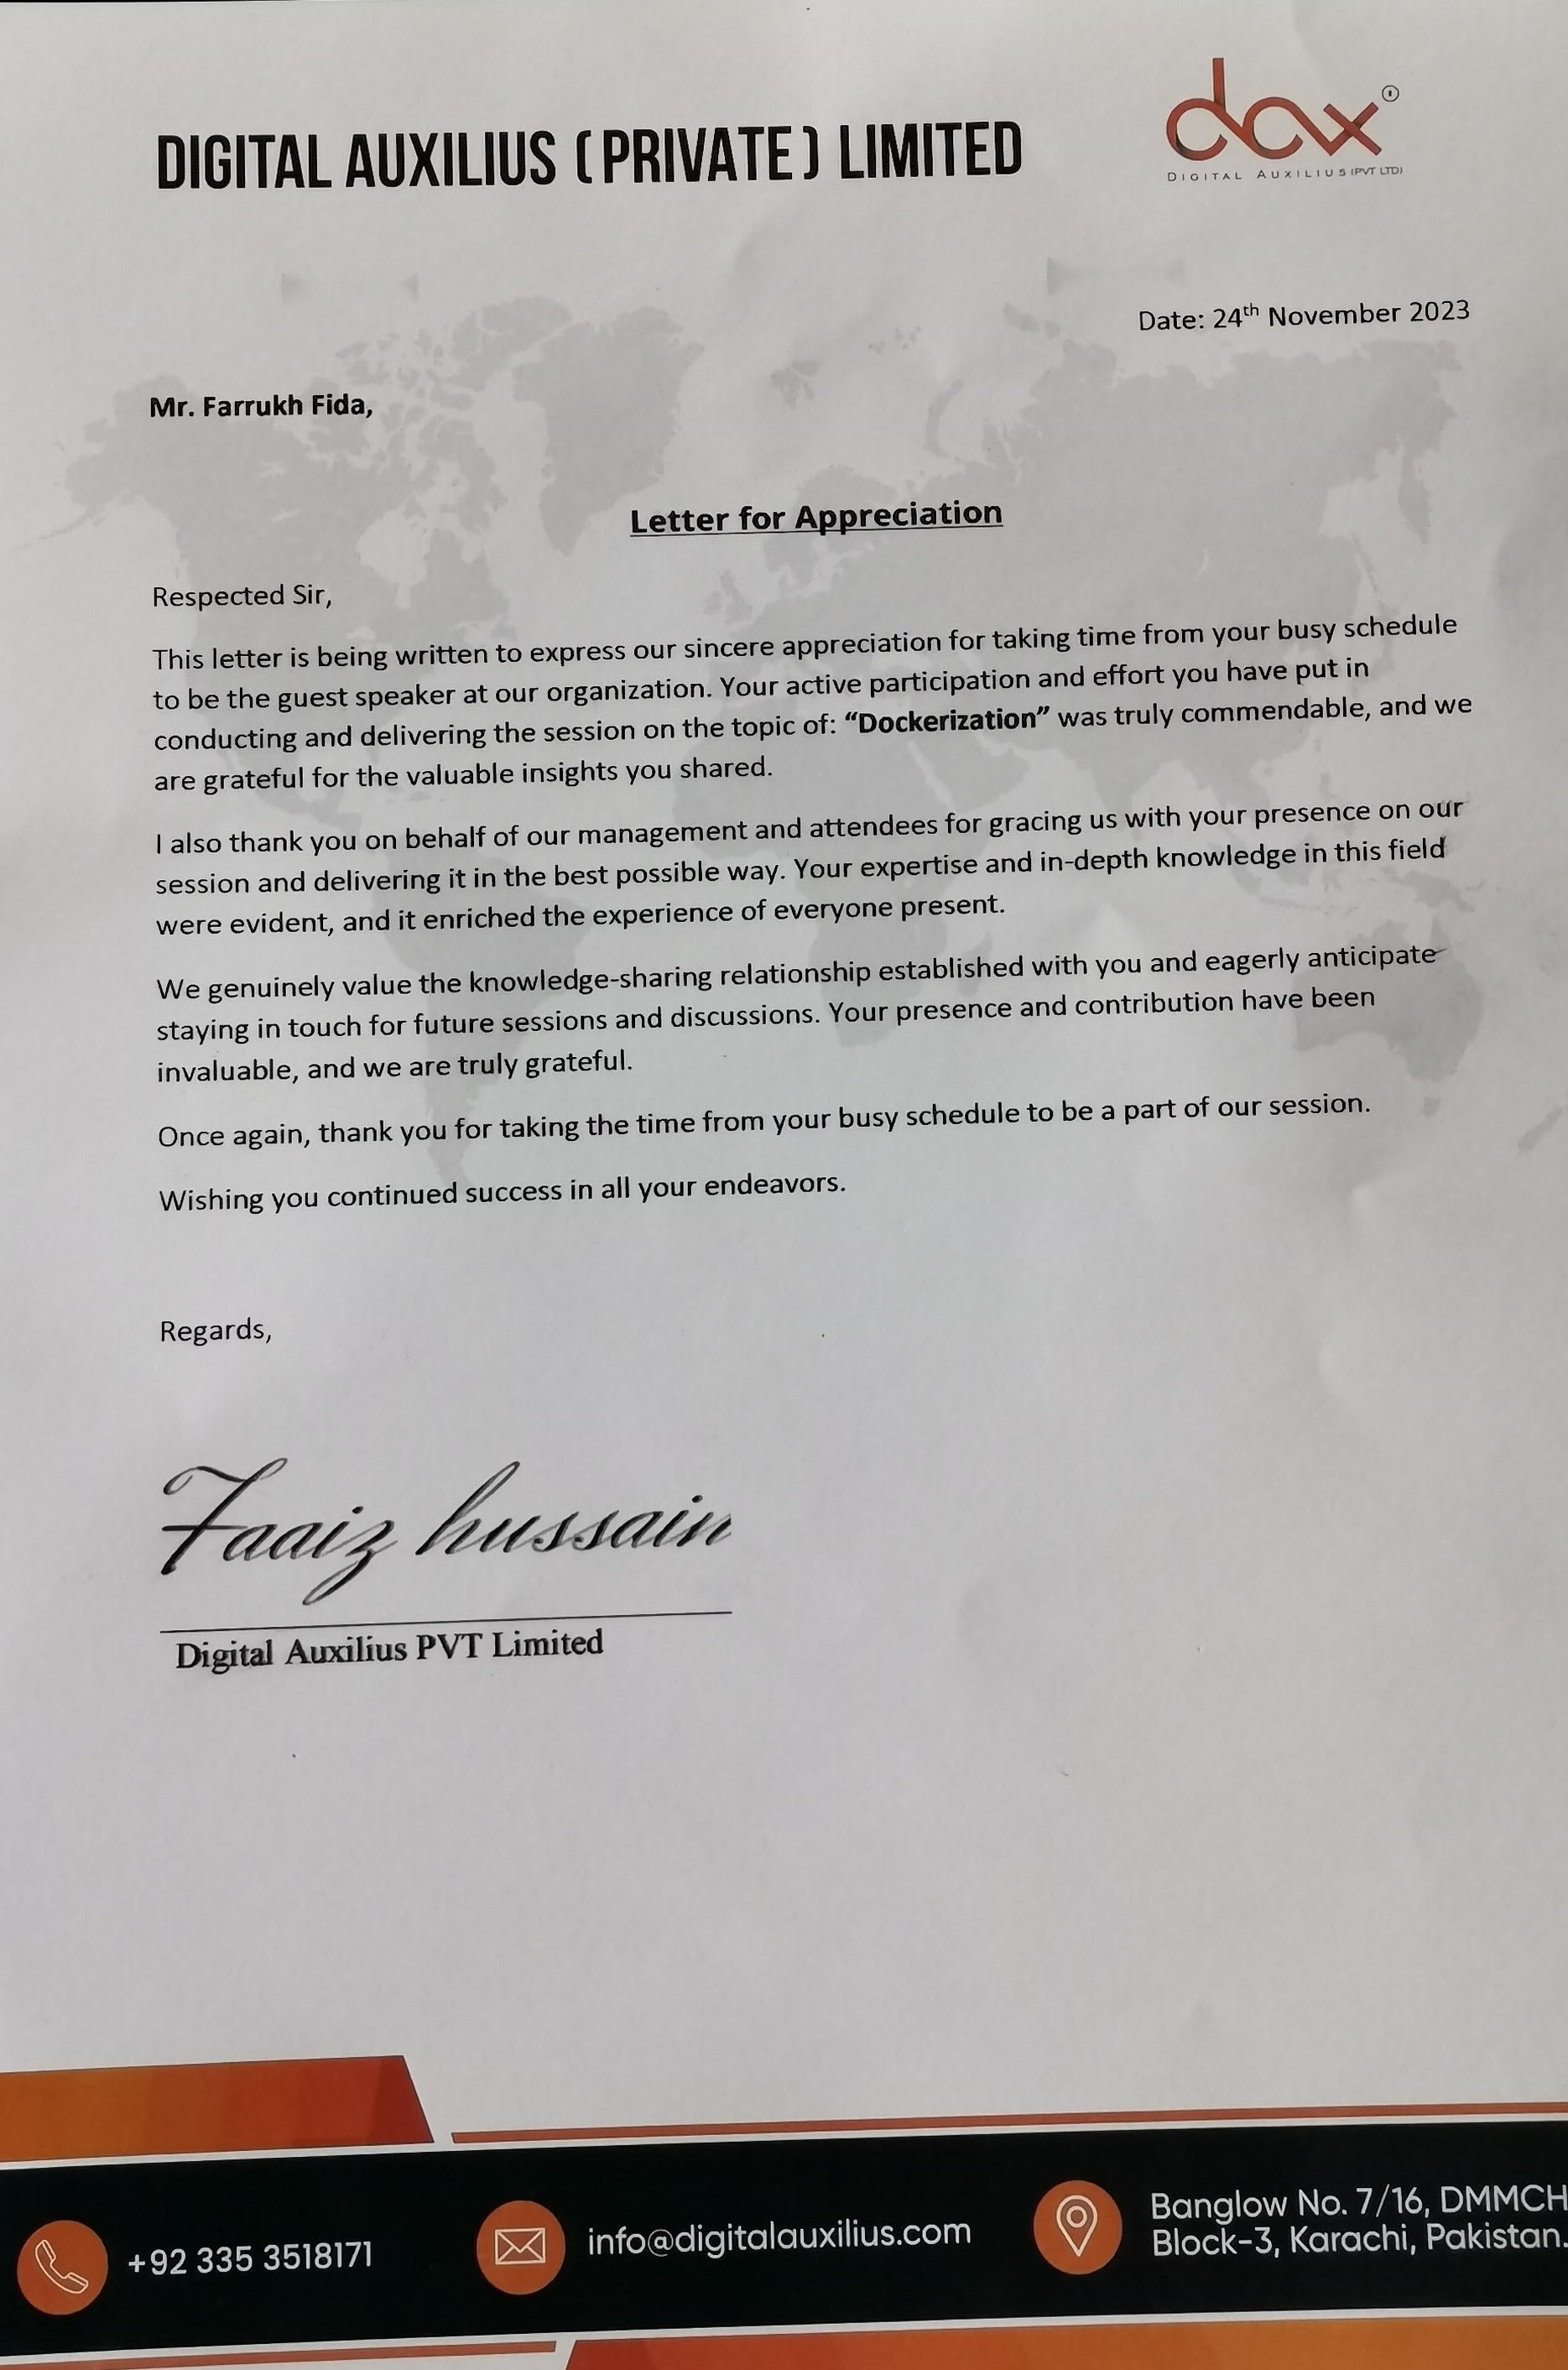 DIGITAL AUXILIUS (PRIVATE) LIMITED
dax
DIGITAL AUXILIUS (PVT LTD)
Date: 24th November 2023
Mr. Farrukh Fida,
Letter for Appreciation
Respected Sir,
This letter is being written to express our sincere appreciation for taking time from your busy schedule
to be the guest speaker at our organization. Your active participation and effort you have put in
conducting and delivering the session on the topic of: “Dockerization” was truly commendable, and we
are grateful for the valuable insights you shared.
I also thank you on behalf of our management and attendees for gracing us with your presence on our
session and delivering it in the best possible way. Your expertise and in-depth knowledge in this field
were evident, and it enriched the experience of everyone present.
We genuinely value the knowledge-sharing relationship established with you and eagerly anticipate
staying in touch for future sessions and discussions. Your presence and contribution have been
invaluable, and we are truly grateful.
Once again, thank you for taking the time from your busy schedule to be a part of our session.
Wishing you continued success in all your endeavors.
Regards,
Faaiz hussain
Digital Auxilius PVT Limited
+92 335 3518171
info@digitalauxilius.com
Banglow No. 7/16, DMMCH
Block-3, Karachi, Pakistan.